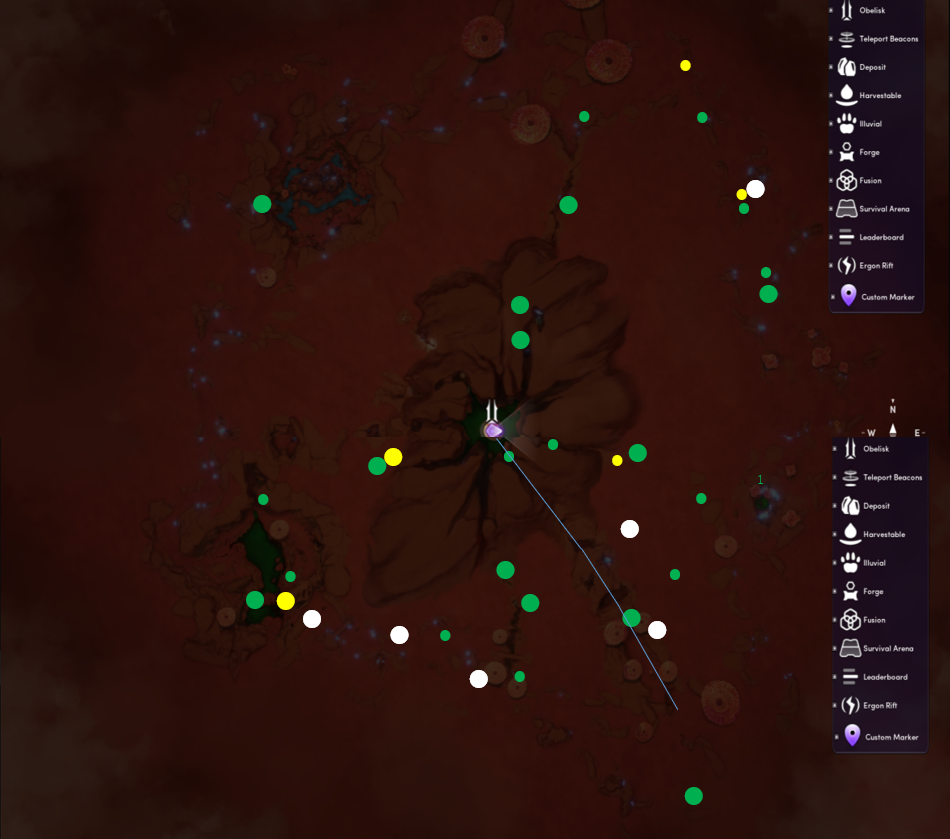 Obelisk
Teleport Beacons
Deposit
Harvestable
Illuvial
Forge
Fusion
Survival Arena
Leaderboard
Ergon Rift
Custom Marker
N
W E
Obelisk
Teleport Beacons
1
Deposit
Harvestable
Illuvial
Forge
Fusion
Survival Arena
Leaderboard
Ergon Rift
Custom Marker